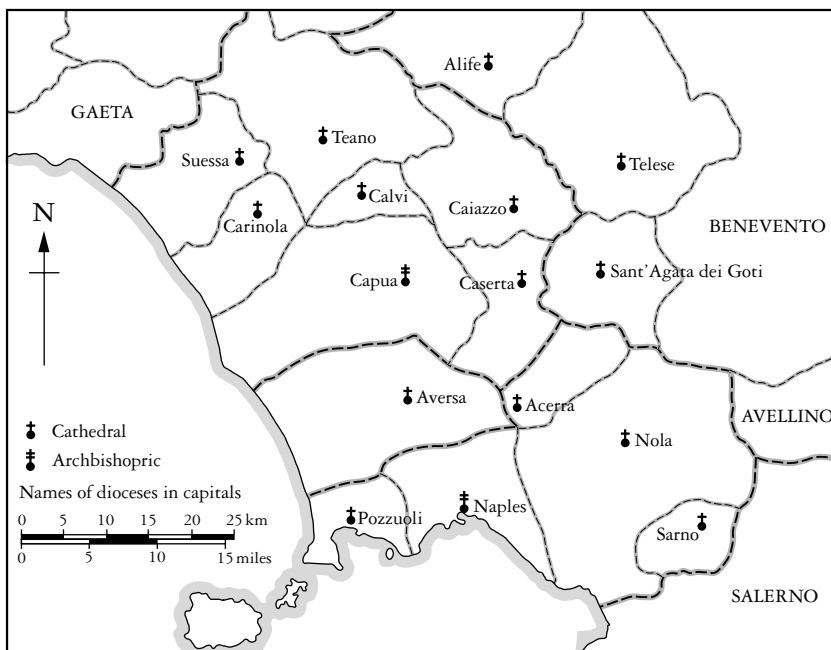 Alife
GAETA
Teano
Suessa
Telese
Calvi
Caiazzo
Carinola
N
BENEVENTO
Capua
Caserta
Sant'Agata dei Goti
Aversa
Acerra
AVELLINO
Cathedral
Nola
Archbishopric
Names of dioceses in capitals
0 5 10 15 20 25 km
0 5 10 15 miles
Naples
Pozzuoli
Sarno
SALERNO